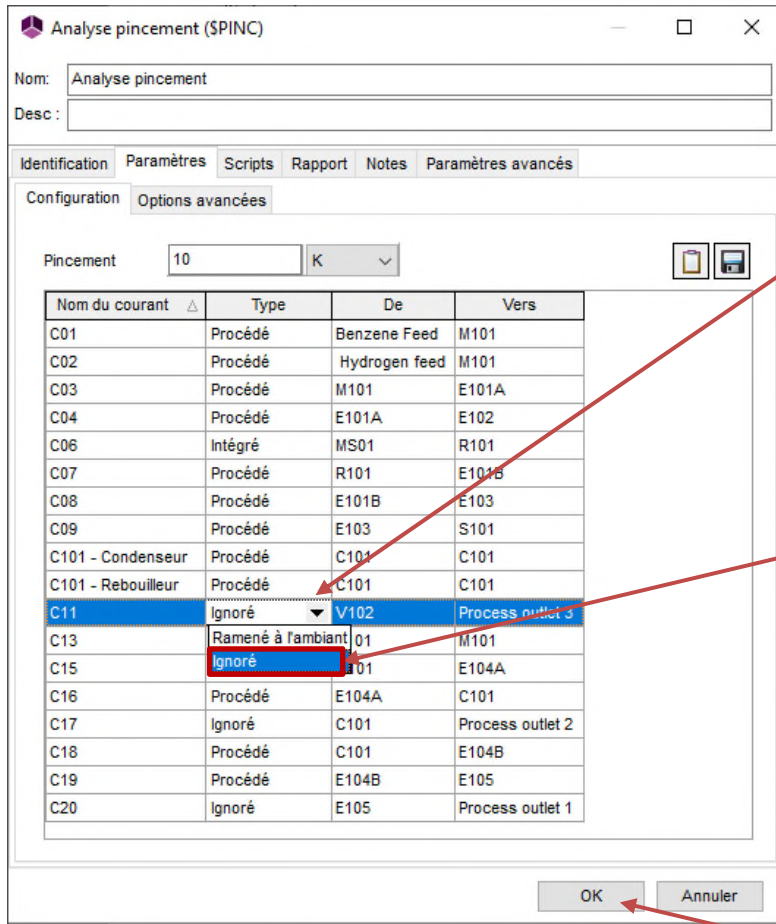 Analyse pincement ($PINC)
Nom: Analyse pincement
Desc :
Identification Paramètres Scripts Rapport Notes Paramètres avancés
Configuration Options avancées
Pincement 10 K
Nom du courant Type De Vers
C01 Procédé Benzene Feed M101
C02 Procédé Hydrogen feed M101
C03 Procédé M101 E101A
C04 Procédé E101A E102
C06 Intégré MS01 R101
C07 Procédé R101 E101B
C08 Procédé E101B E103
C09 Procédé E103 S101
C101 - Condenseur Procédé C101 C101
C101 - Rebouilleur Procédé C101 C101
C11 Ignoré V102 Process outlet 3
C13 Ramené à l'ambiant 01 M101
C15 Ignoré 01 E104A
C16 Procédé E104A C101
C17 Ignoré C101 Process outlet 2
C18 Procédé C101 E104B
C19 Procédé E104B E105
C20 Ignoré E105 Process outlet 1
OK Annuler